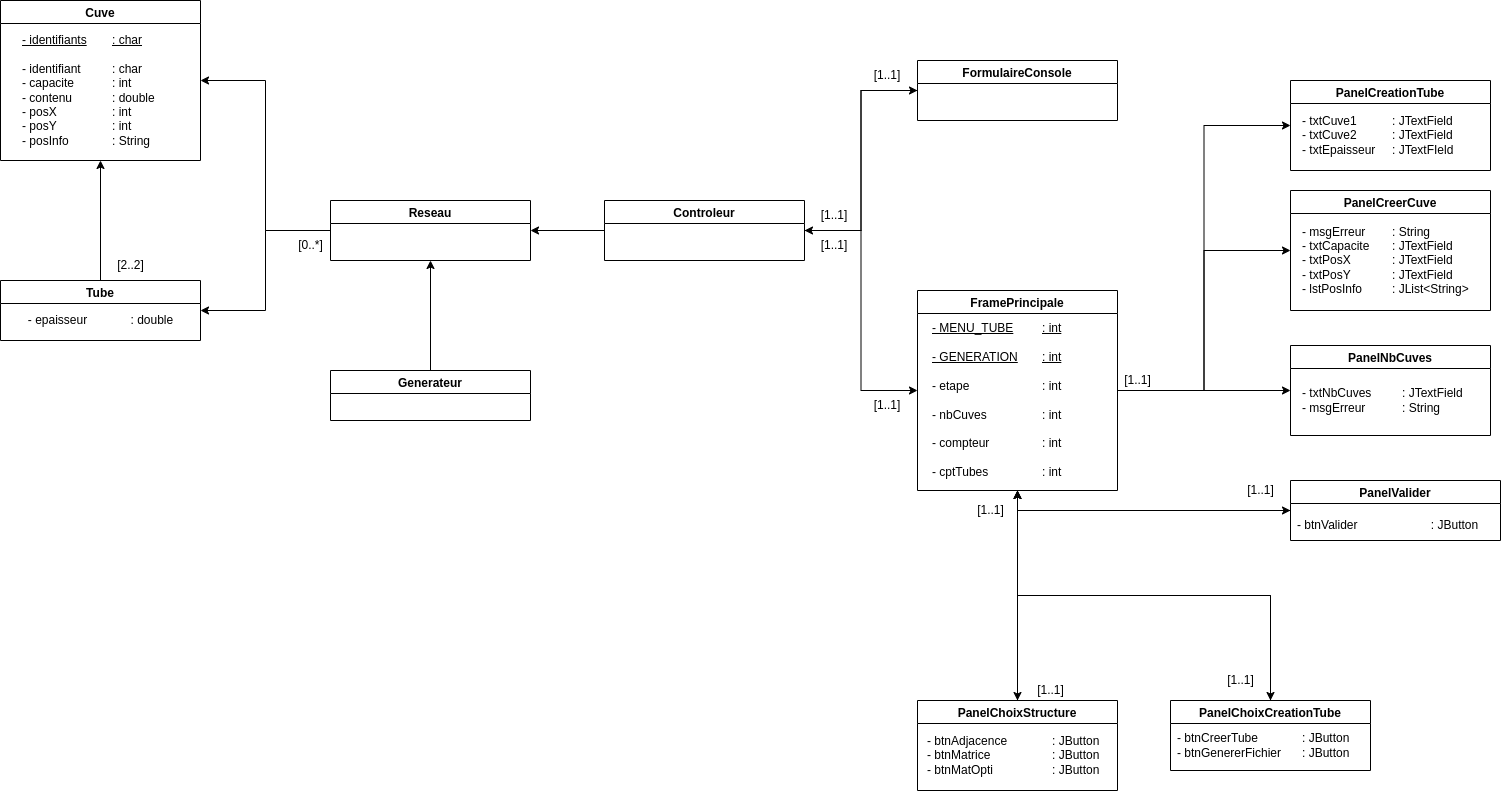 Cuve
- identifiants : char
- identifiant : char
- capacite : int
- contenu : double
- posX : int
- posY : int
- posInfo : String
[2..2]
Tube
- epaisseur : double
[0..*]
Reseau
Generateur
Controleur
[1..1]
[1..1]
[1..1]
FormulaireConsole
[1..1]
FramePrincipale
- MENU_TUBE : int
- GENERATION : int
- etape : int
- nbCuves : int
- compteur : int
- cptTubes : int
[1..1]
[1..1]
PanelCreationTube
- txtCuve1 : JTextField
- txtCuve2 : JTextField
- txtEpaisseur : JTextFIeld
PanelCreerCuve
- msgErreur : String
- txtCapacite : JTextField
- txtPosX : JTextField
- txtPosY : JTextField
- lstPosInfo : JList<String>
PanelNbCuves
- txtNbCuves : JTextField
- msgErreur : String
[1..1]
PanelValider
- btnValider : JButton
[1..1]
PanelChoixStructure
- btnAdjacence : JButton
- btnMatrice : JButton
- btnMatOpti : JButton
[1..1]
PanelChoixCreationTube
- btnCreerTube : JButton
- btnGenererFichier : JButton